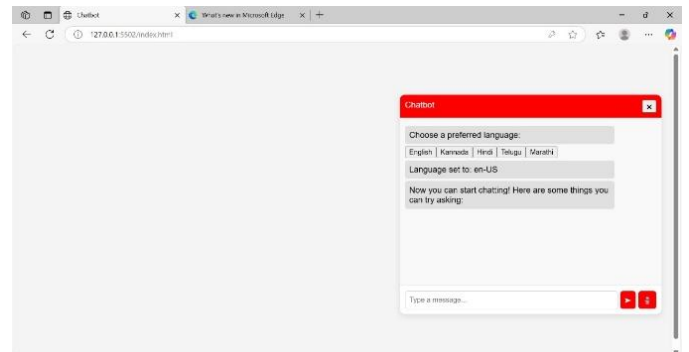 Chatbot
What's new in Microsoft Edge
127.0.0.1:5502/index.html
Chatbot
Choose a preferred language:
English Kannada Hindi Telugu Marathi
Language set to: en-US
Now you can start chatting! Here are some things you
can try asking:
Type a message...